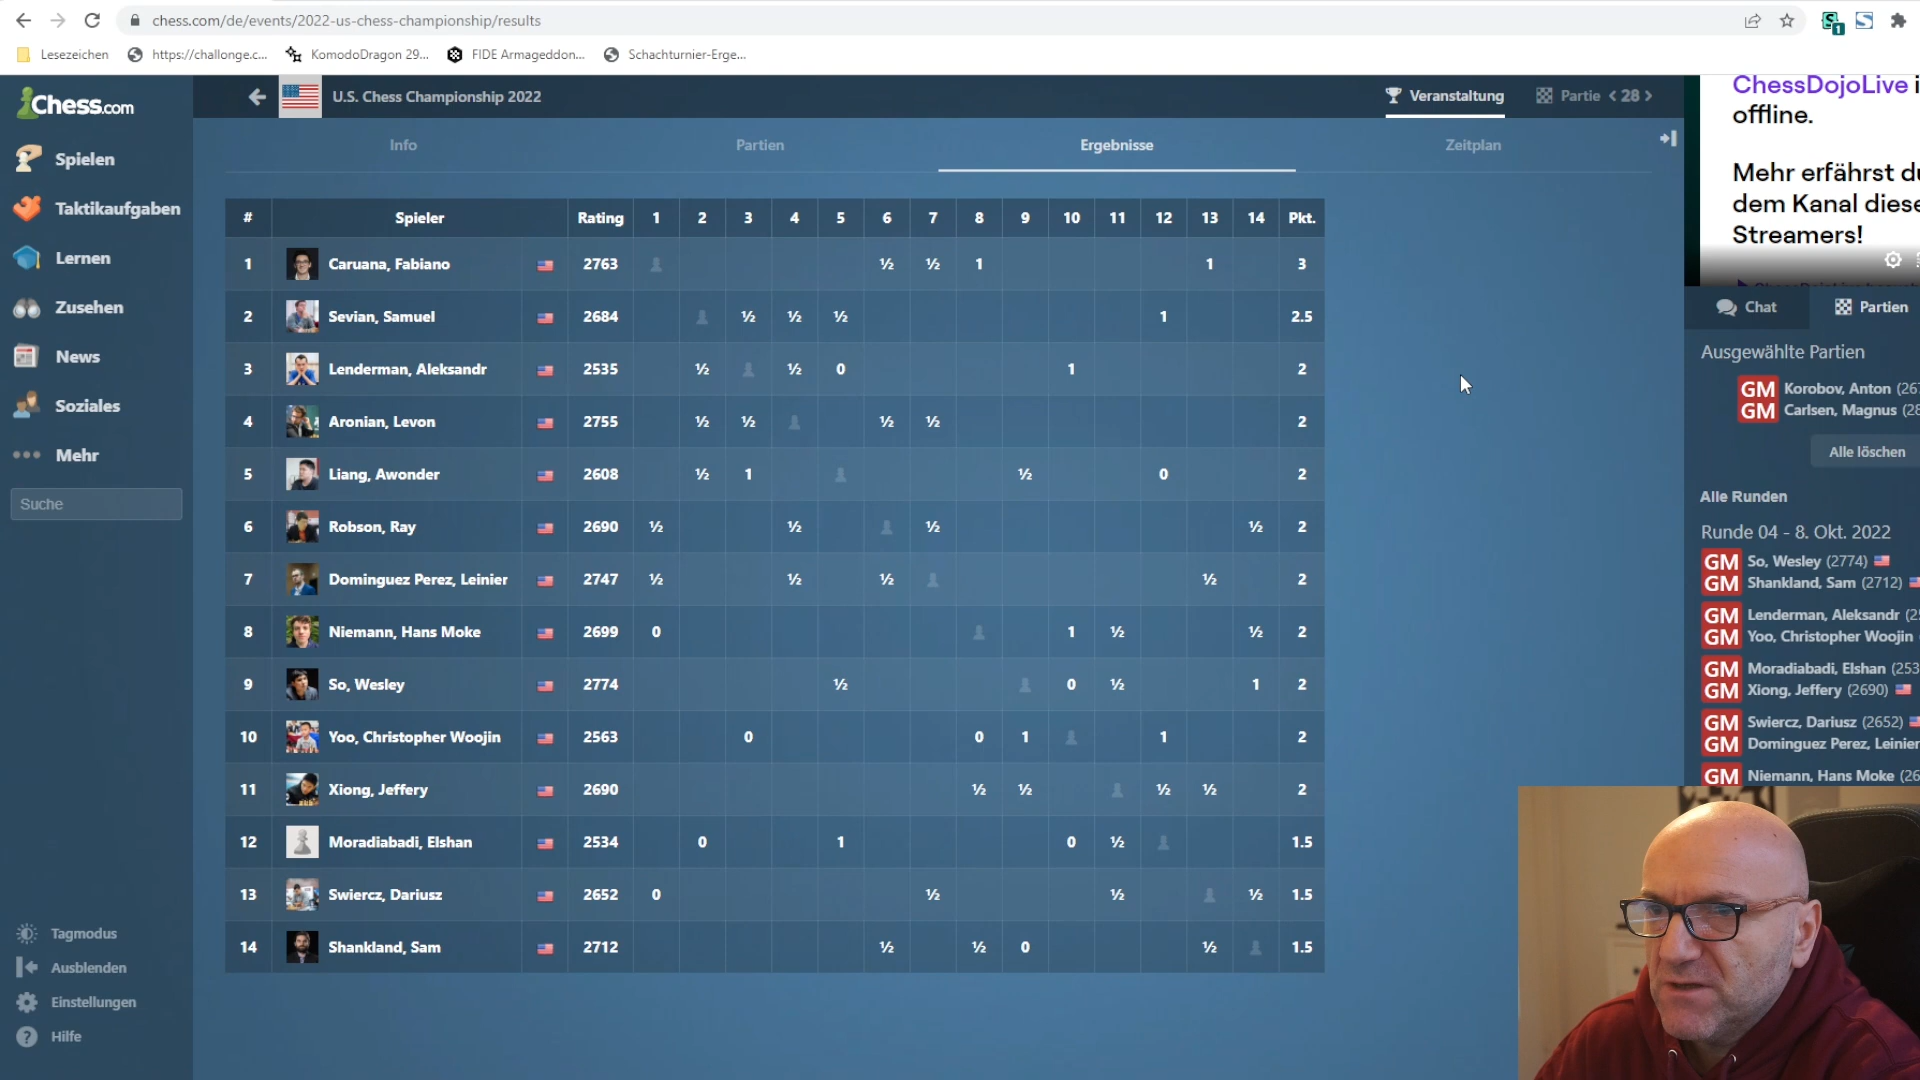 chess.com/de/events/2022-us-chess-championship/results
Lesezeichen https://challonge.c... KomodoDragon 29... FIDE Armageddon... Schachturnier-Erge...
Chess.com
Spielen
Taktikaufgaben
Lernen
Zusehen
News
Soziales
Mehr
Suche
Tagmodus
Ausblenden
Einstellungen
Hilfe
U.S. Chess Championship 2022
Veranstaltung Partie < 28 >
Info Partien Ergebnisse Zeitplan
# Spieler Rating 1 2 3 4 5 6 7 8 9 10 11 12 13 14 Pkt.
1 Caruana, Fabiano 2763 ½ ½ 1 1 3
2 Sevian, Samuel 2684 ½ ½ ½ 1 2.5
3 Lenderman, Aleksandr 2535 ½ ½ 0 1 2
4 Aronian, Levon 2755 ½ ½ ½ ½ 2
5 Liang, Awonder 2608 ½ 1 ½ 0 2
6 Robson, Ray 2690 ½ ½ ½ ½ 2
7 Dominguez Perez, Leinier 2747 ½ ½ ½ ½ 2
8 Niemann, Hans Moke 2699 0 1 ½ ½ 2
9 So, Wesley 2774 ½ 0 ½ 1 2
10 Yoo, Christopher Woojin 2563 0 0 1 1 2
11 Xiong, Jeffery 2690 ½ ½ ½ ½ 2
12 Moradiabadi, Elshan 2534 0 1 0 ½ 1.5
13 Swiercz, Dariusz 2652 0 ½ ½ ½ 1.5
14 Shankland, Sam 2712 ½ ½ 0 ½ 1.5
ChessDojoLive i
offline.
Mehr erfährst du
dem Kanal diese
Streamers!
Chat Partien
Ausgewählte Partien
GM Korobov, Anton (267
GM Carlsen, Magnus (28
Alle löschen
Alle Runden
Runde 04 - 8. Okt. 2022
GM So, Wesley (2774)
GM Shankland, Sam (2712)
GM Lenderman, Aleksandr (25
GM Yoo, Christopher Woojin
GM Moradiabadi, Elshan (253
GM Xiong, Jeffery (2690)
GM Swiercz, Dariusz (2652)
GM Dominguez Perez, Leinier
GM Niemann, Hans Moke (26